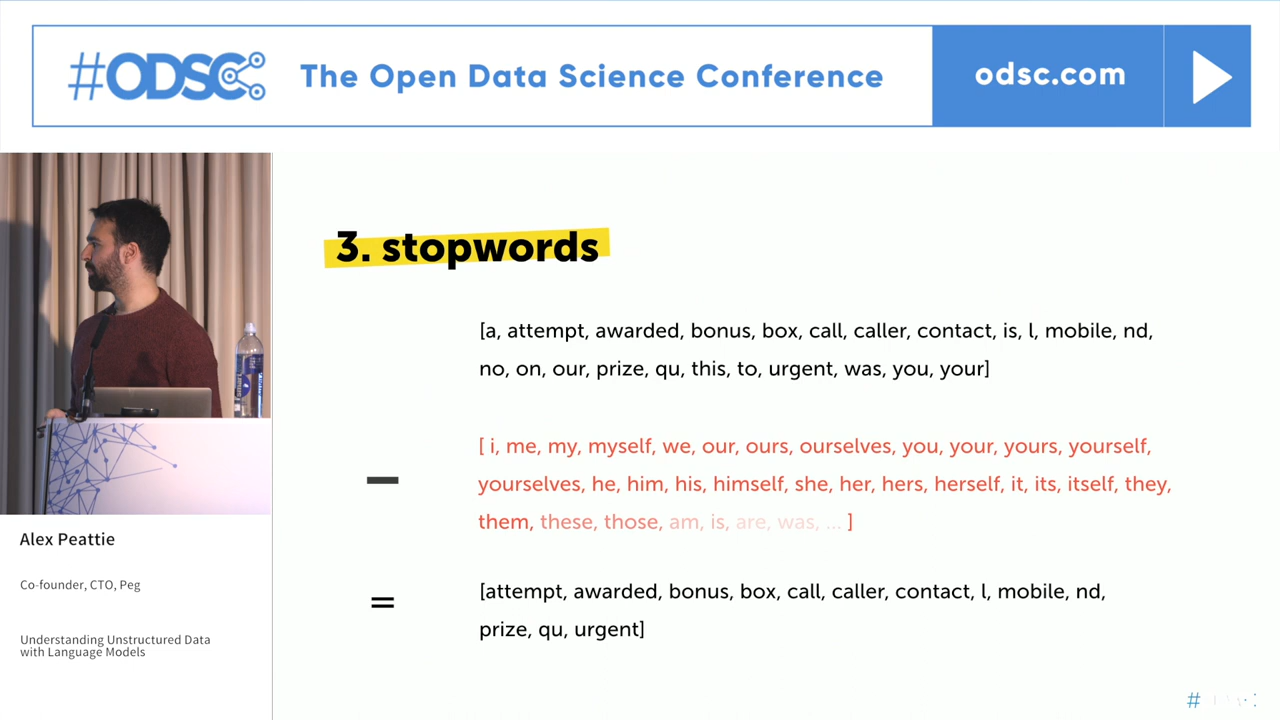 #ODSC
The Open Data Science Conference
odsc.com
3. stopwords
[a, attempt, awarded, bonus, box, call, caller, contact, is, l, mobile, nd,
no, on, our, prize, qu, this, to, urgent, was, you, your]
–
[ i, me, my, myself, we, our, ours, ourselves, you, your, yours, yourself,
yourselves, he, him, his, himself, she, her, hers, herself, it, its, itself, they,
them, these, those, am, is, are, was, ... ]
=
[attempt, awarded, bonus, box, call, caller, contact, l, mobile, nd,
prize, qu, urgent]
Alex Peattie
Co-founder, CTO, Peg
Understanding Unstructured Data
with Language Models
#